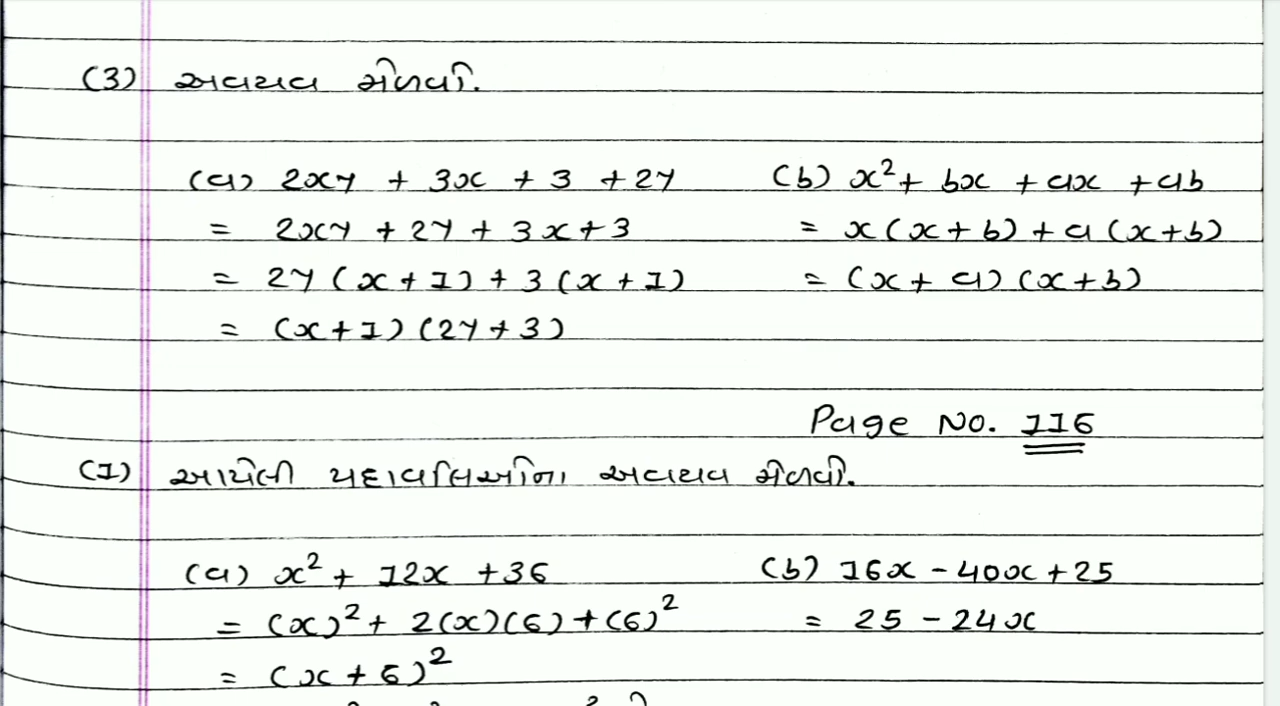 (3) અવયવ મેળવો.
(a) 2xy + 3x + 3 + 2y
= 2xy + 2y + 3x + 3
= 2y (x + 1) + 3 (x + 1)
= (x + 1) (2y + 3)
(b) x² + bx + ax + ab
= x (x + b) + a (x + b)
= (x + a) (x + b)
Page No. 116
(1) આપેલી પદાવલિઓના અવયવ મેળવો.
(a) x² + 12x + 36
= (x)² + 2(x)(6) + (6)²
= (x + 6)²
(b) 16x - 40x + 25
= 25 - 24x